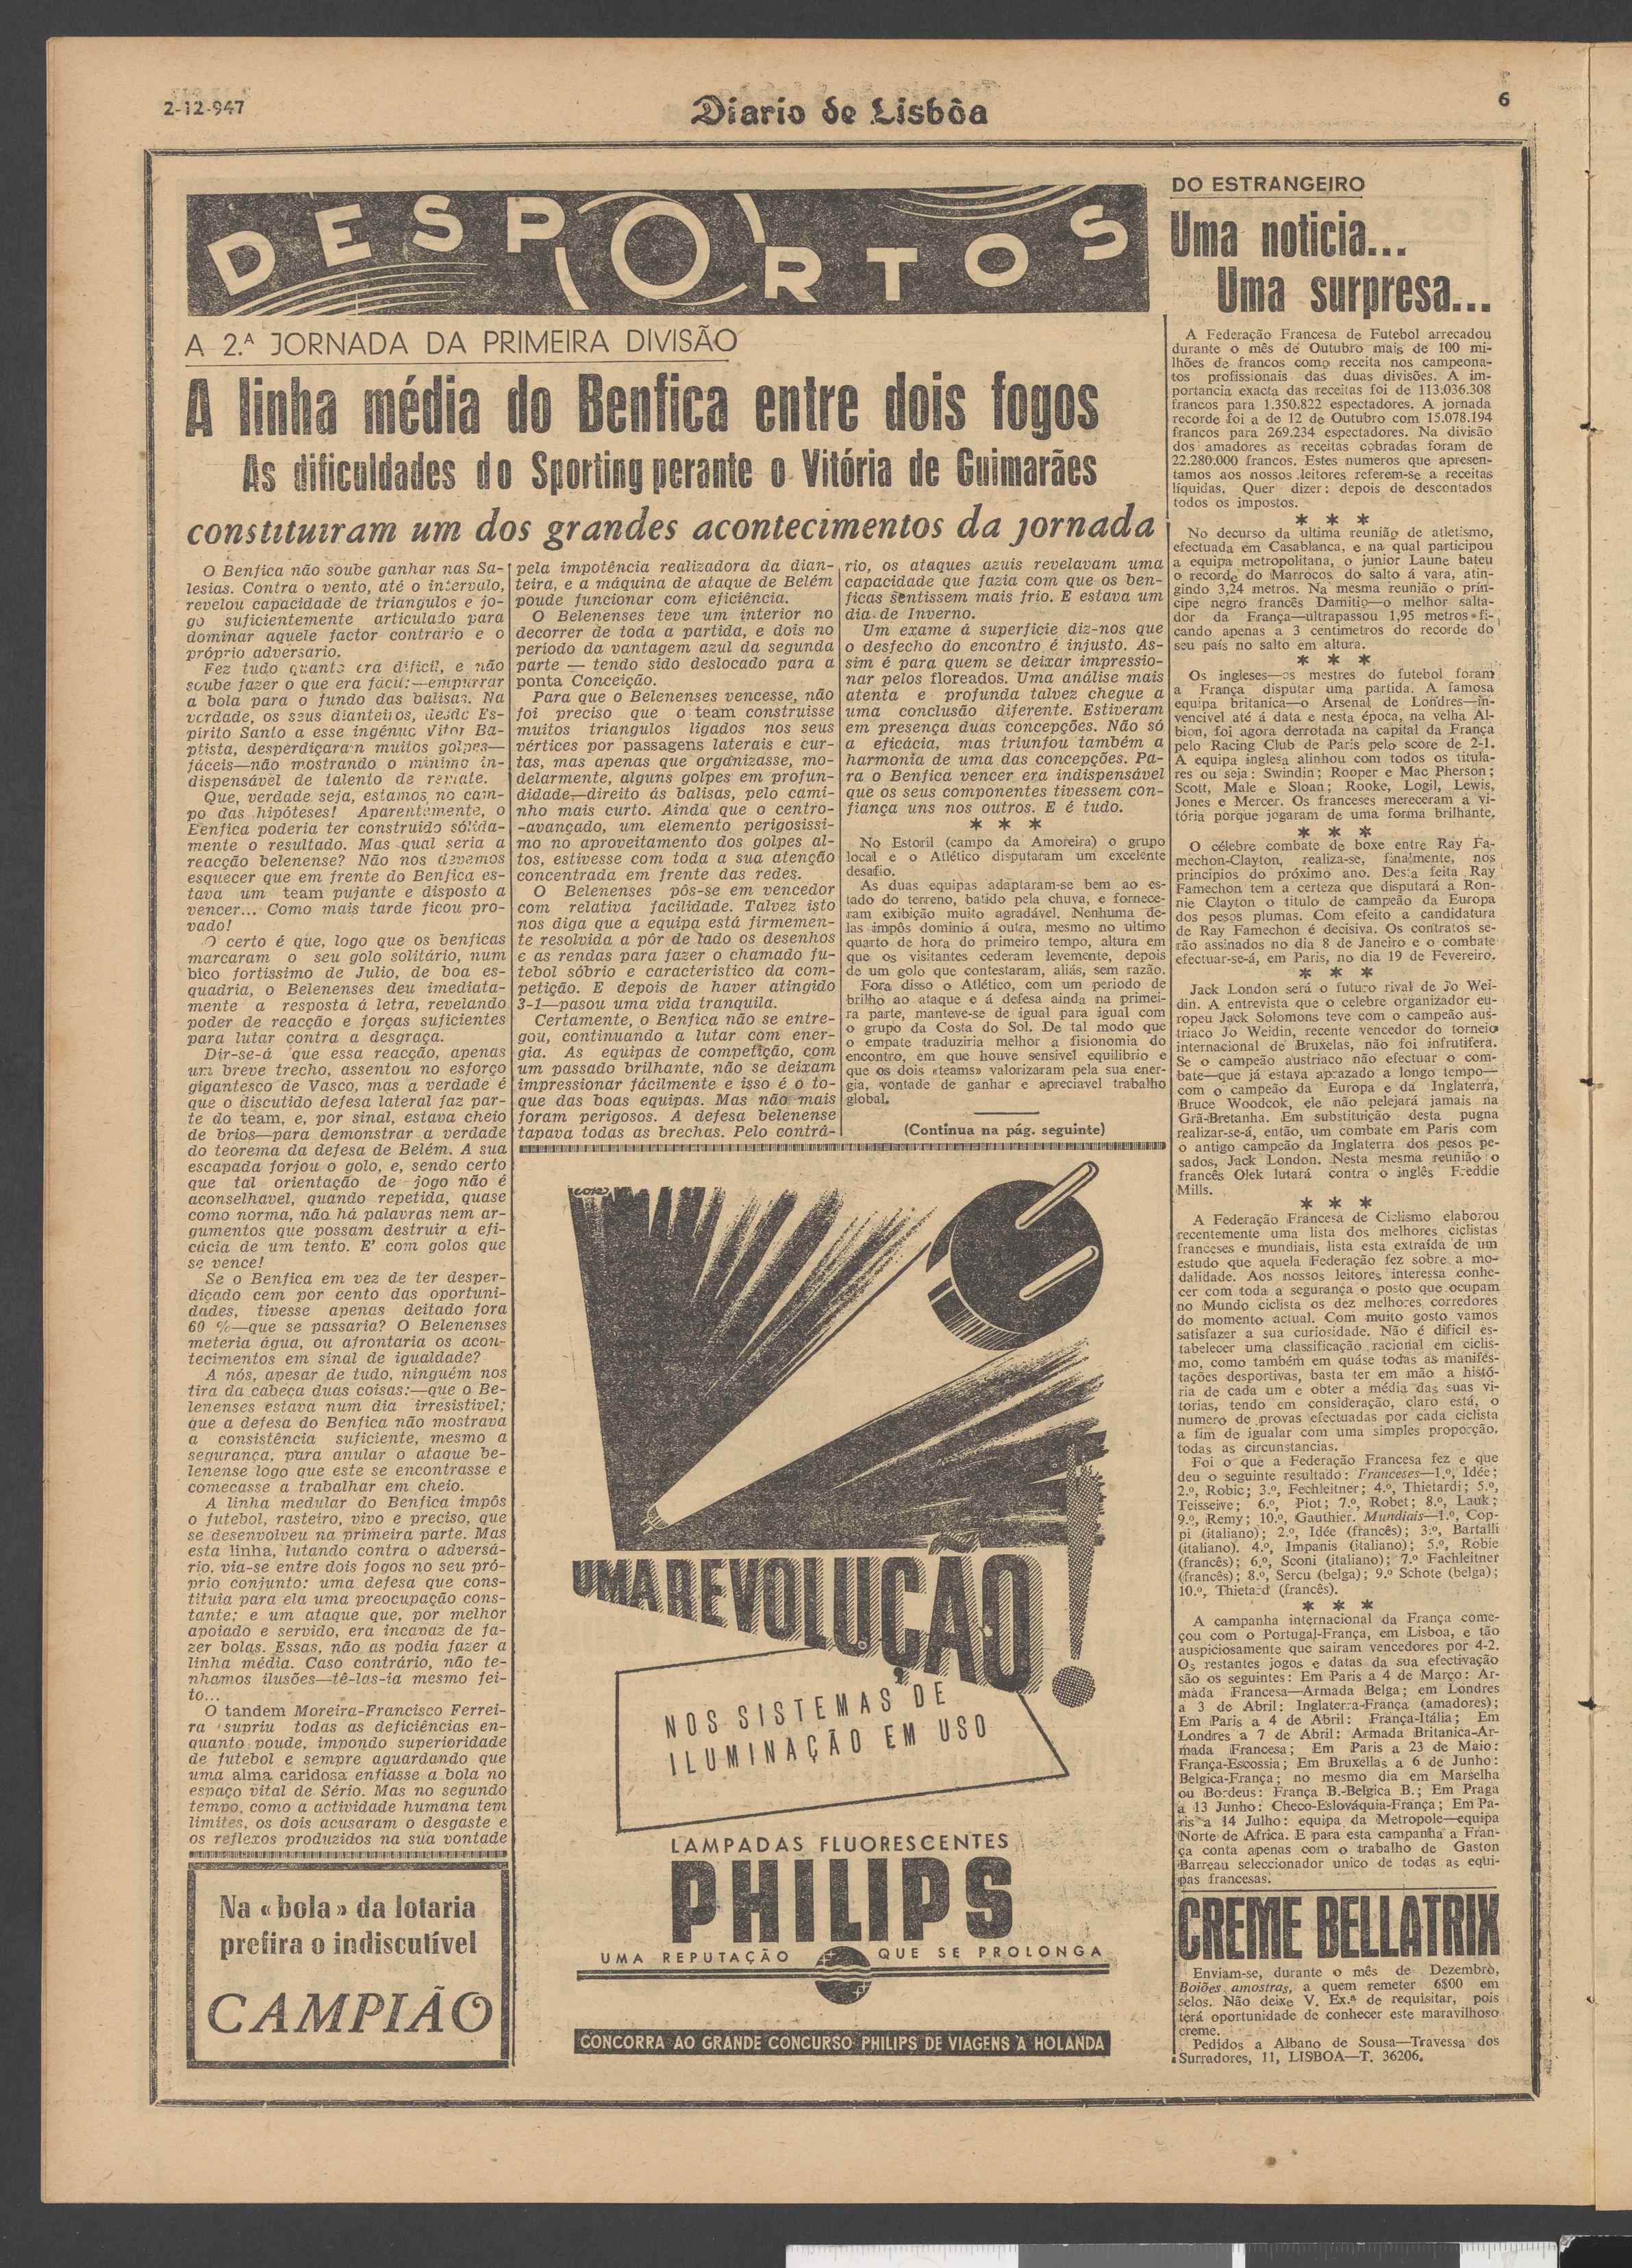 2-12-947
Diario de Lisbôa
6
DESPORTOS
A 2.ª JORNADA DA PRIMEIRA DIVISÃO
A linha média do Benfica entre dois fogos
As dificuldades do Sporting perante o Vitória de Guimarães
constituiram um dos grandes acontecimentos da jornada
O Benfica não soube ganhar nas Sa-
lesias. Contra o vento, até o intervalo,
revelou capacidade de triangulos e jo-
go suficientemente articulado para
dominar aquele factor contrario e o
próprio adversario.
Fez tudo quanto era dificil, e não
soube fazer o que era fácil:—empurrar
a bola para o fundo das balisas. Na
verdade, os seus dianteiros, desde Es-
pirito Santo a esse ingénuo Vitor Ba-
ptista, desperdiçaram muitos golpes—
fáceis—não mostrando o minimo in-
dispensável de talento de remate.
Que, verdade seja, estamos no cam-
po das hipóteses! Aparentemente, o
Benfica poderia ter construido sólida-
mente o resultado. Mas qual seria a
reacção belenense? Não nos devemos
esquecer que em frente do Benfica es-
tava um team pujante e disposto a
vencer... Como mais tarde ficou pro-
vado!
O certo é que, logo que os benficas
marcaram o seu golo solitário, num
bico fortissimo de Julio, de boa es-
quadria, o Belenenses deu imediata-
mente a resposta á letra, revelando
poder de reacção e forças suficientes
para lutar contra a desgraça.
Dir-se-á que essa reacção, apenas
um breve trecho, assentou no esforço
gigantesco de Vasco, mas a verdade é
que o discutido defesa lateral faz par-
te do team, e, por sinal, estava cheio
de brios—para demonstrar a verdade
do teorema da defesa de Belém. A sua
escapada forjou o golo, e, sendo certo
que tal orientação de jogo não é
aconselhavel, quando repetida, quase
como norma, não há palavras nem ar-
gumentos que possam destruir a efi-
cácia de um tento. E' com golos que
se vence!
Se o Benfica em vez de ter desper-
diçado cem por cento das oportuni-
dades, tivesse apenas deitado fora
60 %—que se passaria? O Belenenses
meteria água, ou afrontaria os acon-
tecimentos em sinal de igualdade?
A nós, apesar de tudo, ninguém nos
tira da cabeça duas coisas:—que o Be-
lenenses estava num dia irresistivel;
que a defesa do Benfica não mostrava
a consistência suficiente, mesmo a
segurança, para anular o ataque be-
lenense logo que este se encontrasse e
começasse a trabalhar em cheio.
A linha medular do Benfica impôs
o futebol, rasteiro, vivo e preciso, que
se desenvolveu na primeira parte. Mas
esta linha, lutando contra o adversá-
rio, via-se entre dois fogos no seu pró-
prio conjunto: uma defesa que cons-
tituia para ela uma preocupação cons-
tante; e um ataque que, por melhor
apoiado e servido, era incapaz de fa-
zer bolas. Essas, não as podia fazer a
linha média. Caso contrário, não te-
nhamos ilusões—tê-las-ia mesmo fei-
to...
O tandem Moreira-Francisco Ferrei-
ra supriu todas as deficiências en-
quanto poude, impondo superioridade
de futebol e sempre aguardando que
uma alma caridosa enfiasse a bola no
espaço vital de Sério. Mas no segundo
tempo, como a actividade humana tem
limites, os dois acusaram o desgaste e
os reflexos produzidos na sua vontade
Na «bola» da lotaria
prefira o indiscutível
CAMPIÃO
pela impotência realizadora da dian-
teira, e a máquina de ataque de Belém
poude funcionar com eficiência.
O Belenenses teve um interior no
decorrer de toda a partida, e dois no
periodo da vantagem azul da segunda
parte — tendo sido deslocado para a
ponta Conceição.
Para que o Belenenses vencesse, não
foi preciso que o team construisse
muitos triangulos ligados nos seus
vértices por passagens laterais e cur-
tas, mas apenas que organizasse, mo-
delarmente, alguns golpes em profun-
didade—direito ás balisas, pelo cami-
nho mais curto. Ainda que o centro-
-avançado, um elemento perigosissi-
mo no aproveitamento dos golpes al-
tos, estivesse com toda a sua atenção
concentrada em frente das redes.
O Belenenses pôs-se em vencedor
com relativa facilidade. Talvez isto
nos diga que a equipa está firmemen-
te resolvida a pôr de lado os desenhos
e as rendas para fazer o chamado fu-
tebol sóbrio e caracteristico da com-
petição. E depois de haver atingido
3-1—pasou uma vida tranquila.
Certamente, o Benfica não se entre-
gou, continuando a lutar com ener-
gia. As equipas de competição, com
um passado brilhante, não se deixam
impressionar fácilmente e isso é o to-
que das boas equipas. Mas não mais
foram perigosos. A defesa belenense
tapava todas as brechas. Pelo contrá-
rio, os ataques azuis revelavam uma
capacidade que fazia com que os ben-
ficas sentissem mais frio. E estava um
dia de Inverno.
Um exame á superficie diz-nos que
o desfecho do encontro é injusto. As-
sim é para quem se deixar impressio-
nar pelos floreados. Uma análise mais
atenta e profunda talvez chegue a
uma conclusão diferente. Estiveram
em presença duas concepções. Não só
a eficácia, mas triunfou também a
harmonia de uma das concepções. Pa-
ra o Benfica vencer era indispensável
que os seus componentes tivessem con-
fiança uns nos outros. E é tudo.
* * *
No Estoril (campo da Amoreira) o grupo
local e o Atlético disputaram um excelente
desafio.
As duas equipas adaptaram-se bem ao es-
tado do terreno, batido pela chuva, e fornece-
ram exibição muito agradável. Nenhuma de-
las impôs dominio á outra, mesmo no ultimo
quarto de hora do primeiro tempo, altura em
que os visitantes cederam levemente, depois
de um golo que contestaram, aliás, sem razão.
Fora disso o Atlético, com um periodo de
brilho ao ataque e á defesa ainda na primei-
ra parte, manteve-se de igual para igual com
o grupo da Costa do Sol. De tal modo que
o empate traduziria melhor a fisionomia do
encontro, em que houve sensivel equilibrio e
que os dois «teams» valorizaram pela sua ener-
gia, vontade de ganhar e apreciavel trabalho
global.
(Continua na pág. seguinte)
UMA REVOLUÇÃO!
NOS SISTEMAS DE
ILUMINAÇÃO EM USO
LAMPADAS FLUORESCENTES
PHILIPS
UMA REPUTAÇÃO QUE SE PROLONGA
CONCORRA AO GRANDE CONCURSO PHILIPS DE VIAGENS À HOLANDA
DO ESTRANGEIRO
Uma noticia...
Uma surpresa...
A Federação Francesa de Futebol arrecadou
durante o mês de Outubro mais de 100 mi-
lhões de francos como receita nos campeona-
tos profissionais das duas divisões. A im-
portancia exacta das receitas foi de 113.036.308
francos para 1.350.822 espectadores. A jornada
recorde foi a de 12 de Outubro com 15.078.194
francos para 269.234 espectadores. Na divisão
dos amadores as receitas cobradas foram de
22.280.000 francos. Estes numeros que apresen-
tamos aos nossos leitores referem-se a receitas
líquidas. Quer dizer: depois de descontados
todos os impostos.
* * *
No decurso da ultima reunião de atletismo,
efectuada em Casablanca, e na qual participou
a equipa metropolitana, o junior Laune bateu
o recorde do Marrocos do salto á vara, atin-
gindo 3,24 metros. Na mesma reunião o prin-
cipe negro francês Damitio—o melhor salta-
dor da França—ultrapassou 1,95 metros fi-
cando apenas a 3 centimetros do recorde do
seu país no salto em altura.
* * *
Os ingleses—os mestres do futebol foram
a França disputar uma partida. A famosa
equipa britanica—o Arsenal de Londres—in-
vencivel até á data e nesta época, na velha Al-
bion, foi agora derrotada na capital da França
pelo Racing Club de Paris pelo score de 2-1.
A equipa inglesa alinhou com todos os titula-
res ou seja: Swindin; Rooper e Mac Pherson;
Scott, Male e Sloan; Rooke, Logil, Lewis,
Jones e Mercer. Os franceses mereceram a vi-
tória porque jogaram de uma forma brilhante.
* * *
O célebre combate de boxe entre Ray Fa-
mechon-Clayton, realiza-se, finalmente, nos
principios do próximo ano. Desta feita Ray
Famechon tem a certeza que disputará a Ron-
nie Clayton o titulo de campeão da Europa
dos pesos plumas. Com efeito a candidatura
de Ray Famechon é decisiva. Os contratos se-
rão assinados no dia 8 de Janeiro e o combate
efectuar-se-á, em Paris, no dia 19 de Fevereiro.
* * *
Jack London será o futuro rival de Jo Wei-
din. A entrevista que o celebre organizador eu-
ropeu Jack Solomons teve com o campeão aus-
triaco Jo Weidin, recente vencedor do torneio
internacional de Bruxelas, não foi infrutifera.
Se o campeão austriaco não efectuar o com-
bate—que já estava aprazado a longo tempo—
com o campeão da Europa e da Inglaterra,
Bruce Woodcok, ele não pelejará jamais na
Grã-Bretanha. Em substituição desta pugna
realizar-se-á, então, um combate em Paris com
o antigo campeão da Inglaterra dos pesos pe-
sados, Jack London. Nesta mesma reunião o
francês Olek lutará contra o inglês Freddie
Mills.
* * *
A Federação Francesa de Ciclismo elaborou
recentemente uma lista dos melhores ciclistas
franceses e mundiais, lista esta extraída de um
estudo que aquela Federação fez sobre a mo-
dalidade. Aos nossos leitores interessa conhe-
cer com toda a segurança o posto que ocupam
no Mundo ciclista os dez melhores corredores
do momento actual. Com muito gosto vamos
satisfazer a sua curiosidade. Não é dificil es-
tabelecer uma classificação racional em ciclis-
mo, como também em quáse todas as manifes-
tações desportivas, basta ter em mão a histó-
ria de cada um e obter a média das suas vi-
torias, tendo em consideração, claro está, o
numero de provas efectuadas por cada ciclista
a fim de igualar com uma simples proporção,
todas as circunstancias.
Foi o que a Federação Francesa fez e que
deu o seguinte resultado: Franceses—1.º, Idée;
2.º, Robic; 3.º, Fechleitner; 4.º, Thietardi; 5.º,
Teisseive; 6.º, Piot; 7.º, Robet; 8.º, Lauk;
9.º, Remy; 10.º, Gauthier. Mundiais—1.º, Cop-
pi (italiano); 2.º, Idée (francês); 3.º, Bartalli
(italiano). 4.º, Impanis (italiano); 5.º, Robie
(francês); 6.º, Sconi (italiano); 7.º Fachleitner
(francês); 8.º, Sercu (belga); 9.º Schote (belga);
10.º, Thietard (francês).
* * *
A campanha internacional da França come-
çou com o Portugal-França, em Lisboa, e tão
auspiciosamente que sairam vencedores por 4-2.
Os restantes jogos e datas da sua efectivação
são os seguintes: Em Paris a 4 de Março: Ar-
mada Francesa—Armada Belga; em Londres
a 3 de Abril: Inglaterra-França (amadores);
Em Paris a 4 de Abril: França-Itália; Em
Londres a 7 de Abril: Armada Britanica-Ar-
mada Francesa; Em Paris a 23 de Maio:
França-Escossia; Em Bruxellas a 6 de Junho:
Belgica-França; no mesmo dia em Marselha
ou Bordeus: França B.-Belgica B.; Em Praga
a 13 Junho: Checo-Eslováquia-França; Em Pa-
ris a 14 Julho: equipa da Metropole—equipa
Norte de Africa. E para esta campanha a Fran-
ça conta apenas com o trabalho de Gaston
Barreau seleccionador unico de todas as equi-
pas francesas.
CREME BELLATRIX
Enviam-se, durante o mês de Dezembro,
Boiões amostras, a quem remeter 6$00 em
selos. Não deixe V. Ex.ª de requisitar, pois
terá oportunidade de conhecer este maravilhoso
creme.
Pedidos a Albano de Sousa—Travessa dos
Surradores, 11, LISBOA—T. 36206.